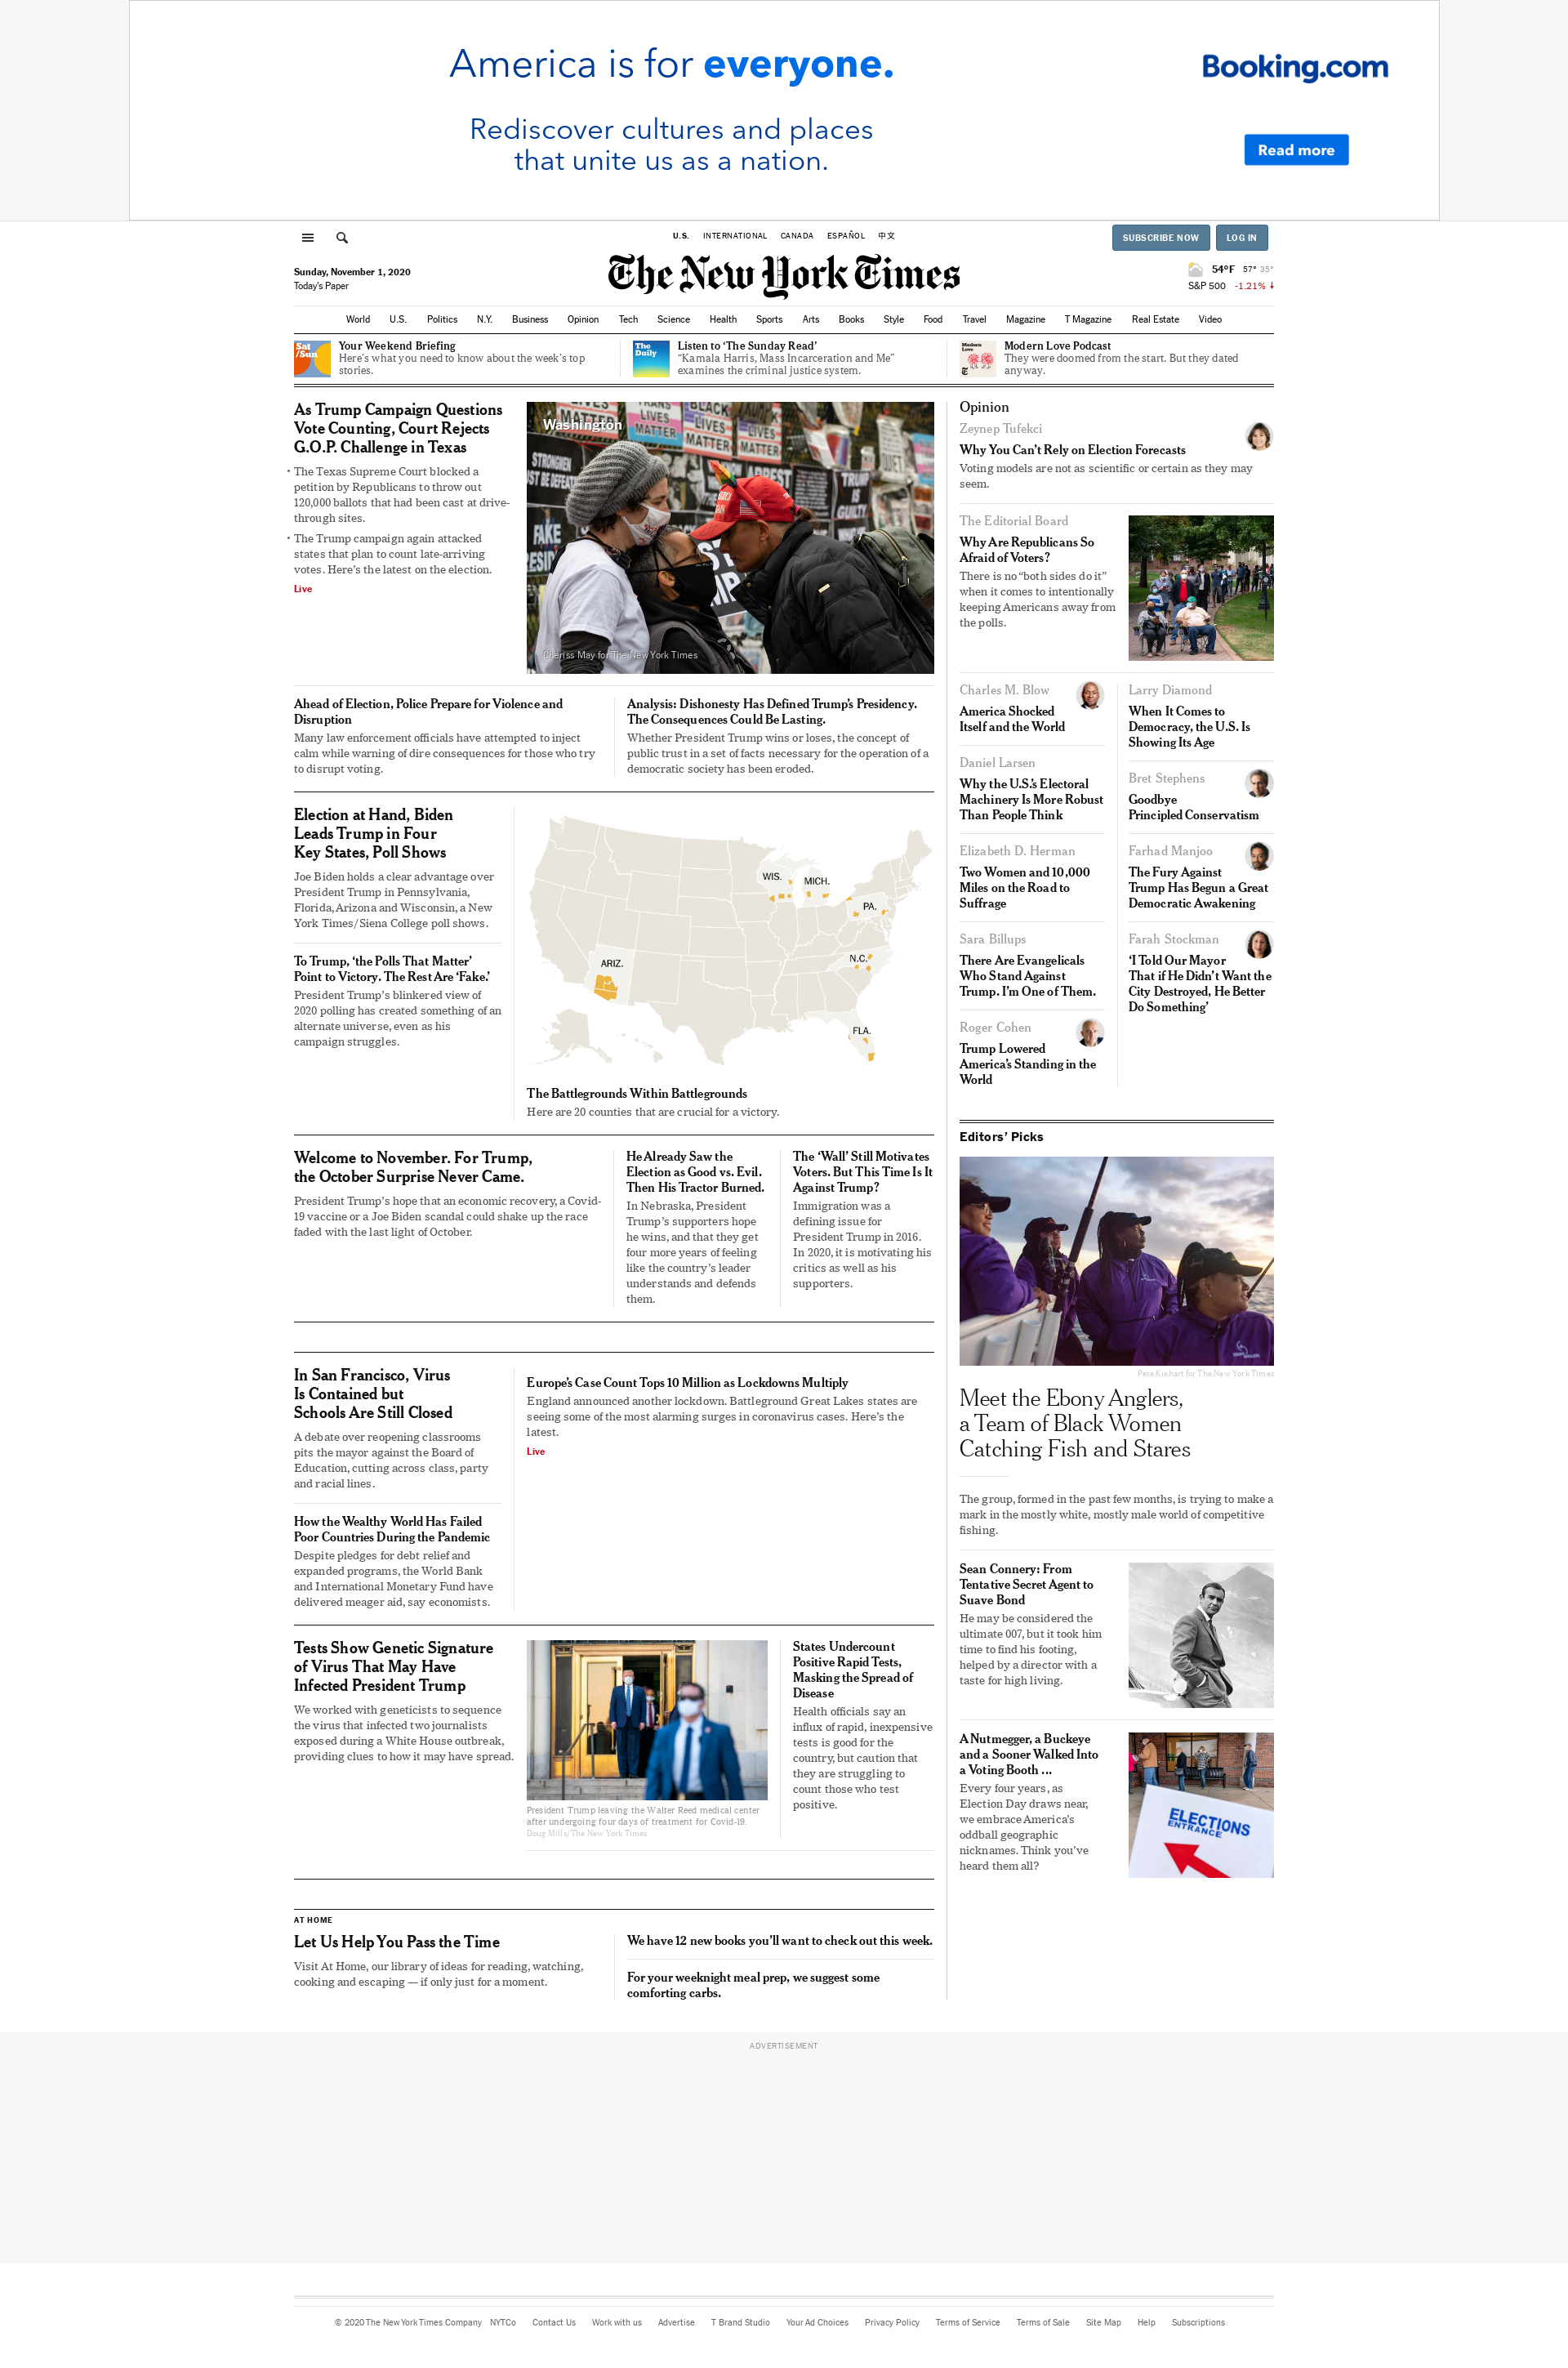 America is for everyone.
Rediscover cultures and places
that unite us as a nation.
Booking.com
Read more
U.S. INTERNATIONAL CANADA ESPAÑOL 中文
SUBSCRIBE NOW LOG IN
Sunday, November 1, 2020
Today's Paper
The New York Times
54°F 57° 35°
S&P 500 -1.21%
World U.S. Politics N.Y. Business Opinion Tech Science Health Sports Arts Books Style Food Travel Magazine T Magazine Real Estate Video
Sat
/Sun
Your Weekend Briefing
Here's what you need to know about the week's top
stories.
The
Daily
Listen to ‘The Sunday Read’
“Kamala Harris, Mass Incarceration and Me”
examines the criminal justice system.
Modern
Love
Modern Love Podcast
They were doomed from the start. But they dated
anyway.
As Trump Campaign Questions
Vote Counting, Court Rejects
G.O.P. Challenge in Texas
• The Texas Supreme Court blocked a
petition by Republicans to throw out
120,000 ballots that had been cast at drive-
through sites.
• The Trump campaign again attacked
states that plan to count late-arriving
votes. Here's the latest on the election.
Live
Washington
Cheriss May for The New York Times
Ahead of Election, Police Prepare for Violence and
Disruption
Many law enforcement officials have attempted to inject
calm while warning of dire consequences for those who try
to disrupt voting.
Analysis: Dishonesty Has Defined Trump's Presidency.
The Consequences Could Be Lasting.
Whether President Trump wins or loses, the concept of
public trust in a set of facts necessary for the operation of a
democratic society has been eroded.
Election at Hand, Biden
Leads Trump in Four
Key States, Poll Shows
Joe Biden holds a clear advantage over
President Trump in Pennsylvania,
Florida, Arizona and Wisconsin, a New
York Times/Siena College poll shows.
To Trump, ‘the Polls That Matter’
Point to Victory. The Rest Are ‘Fake.’
President Trump's blinkered view of
2020 polling has created something of an
alternate universe, even as his
campaign struggles.
WIS.
MICH.
PA.
N.C.
ARIZ.
FLA.
The Battlegrounds Within Battlegrounds
Here are 20 counties that are crucial for a victory.
Welcome to November. For Trump,
the October Surprise Never Came.
President Trump's hope that an economic recovery, a Covid-
19 vaccine or a Joe Biden scandal could shake up the race
faded with the last light of October.
He Already Saw the
Election as Good vs. Evil.
Then His Tractor Burned.
In Nebraska, President
Trump's supporters hope
he wins, and that they get
four more years of feeling
like the country's leader
understands and defends
them.
The ‘Wall’ Still Motivates
Voters. But This Time Is It
Against Trump?
Immigration was a
defining issue for
President Trump in 2016.
In 2020, it is motivating his
critics as well as his
supporters.
In San Francisco, Virus
Is Contained but
Schools Are Still Closed
A debate over reopening classrooms
pits the mayor against the Board of
Education, cutting across class, party
and racial lines.
How the Wealthy World Has Failed
Poor Countries During the Pandemic
Despite pledges for debt relief and
expanded programs, the World Bank
and International Monetary Fund have
delivered meager aid, say economists.
Europe's Case Count Tops 10 Million as Lockdowns Multiply
England announced another lockdown. Battleground Great Lakes states are
seeing some of the most alarming surges in coronavirus cases. Here's the
latest.
Live
Tests Show Genetic Signature
of Virus That May Have
Infected President Trump
We worked with geneticists to sequence
the virus that infected two journalists
exposed during a White House outbreak,
providing clues to how it may have spread.
President Trump leaving the Walter Reed medical center
after undergoing four days of treatment for Covid-19.
Doug Mills/The New York Times
States Undercount
Positive Rapid Tests,
Masking the Spread of
Disease
Health officials say an
influx of rapid, inexpensive
tests is good for the
country, but caution that
they are struggling to
count those who test
positive.
AT HOME
Let Us Help You Pass the Time
Visit At Home, our library of ideas for reading, watching,
cooking and escaping — if only just for a moment.
We have 12 new books you'll want to check out this week.
For your weeknight meal prep, we suggest some
comforting carbs.
Opinion
Zeynep Tufekci
Why You Can't Rely on Election Forecasts
Voting models are not as scientific or certain as they may
seem.
The Editorial Board
Why Are Republicans So
Afraid of Voters?
There is no “both sides do it”
when it comes to intentionally
keeping Americans away from
the polls.
Charles M. Blow
America Shocked
Itself and the World
Daniel Larsen
Why the U.S.'s Electoral
Machinery Is More Robust
Than People Think
Elizabeth D. Herman
Two Women and 10,000
Miles on the Road to
Suffrage
Sara Billups
There Are Evangelicals
Who Stand Against
Trump. I'm One of Them.
Roger Cohen
Trump Lowered
America's Standing in the
World
Larry Diamond
When It Comes to
Democracy, the U.S. Is
Showing Its Age
Bret Stephens
Goodbye
Principled Conservatism
Farhad Manjoo
The Fury Against
Trump Has Begun a Great
Democratic Awakening
Farah Stockman
‘I Told Our Mayor
That if He Didn't Want the
City Destroyed, He Better
Do Something’
Editors’ Picks
Pete Kiehart for The New York Times
Meet the Ebony Anglers,
a Team of Black Women
Catching Fish and Stares
The group, formed in the past few months, is trying to make a
mark in the mostly white, mostly male world of competitive
fishing.
Sean Connery: From
Tentative Secret Agent to
Suave Bond
He may be considered the
ultimate 007, but it took him
time to find his footing,
helped by a director with a
taste for high living.
A Nutmegger, a Buckeye
and a Sooner Walked Into
a Voting Booth ...
Every four years, as
Election Day draws near,
we embrace America's
oddball geographic
nicknames. Think you've
heard them all?
ELECTIONS
ENTRANCE
ADVERTISEMENT
© 2020 The New York Times Company NYTCo Contact Us Work with us Advertise T Brand Studio Your Ad Choices Privacy Policy Terms of Service Terms of Sale Site Map Help Subscriptions